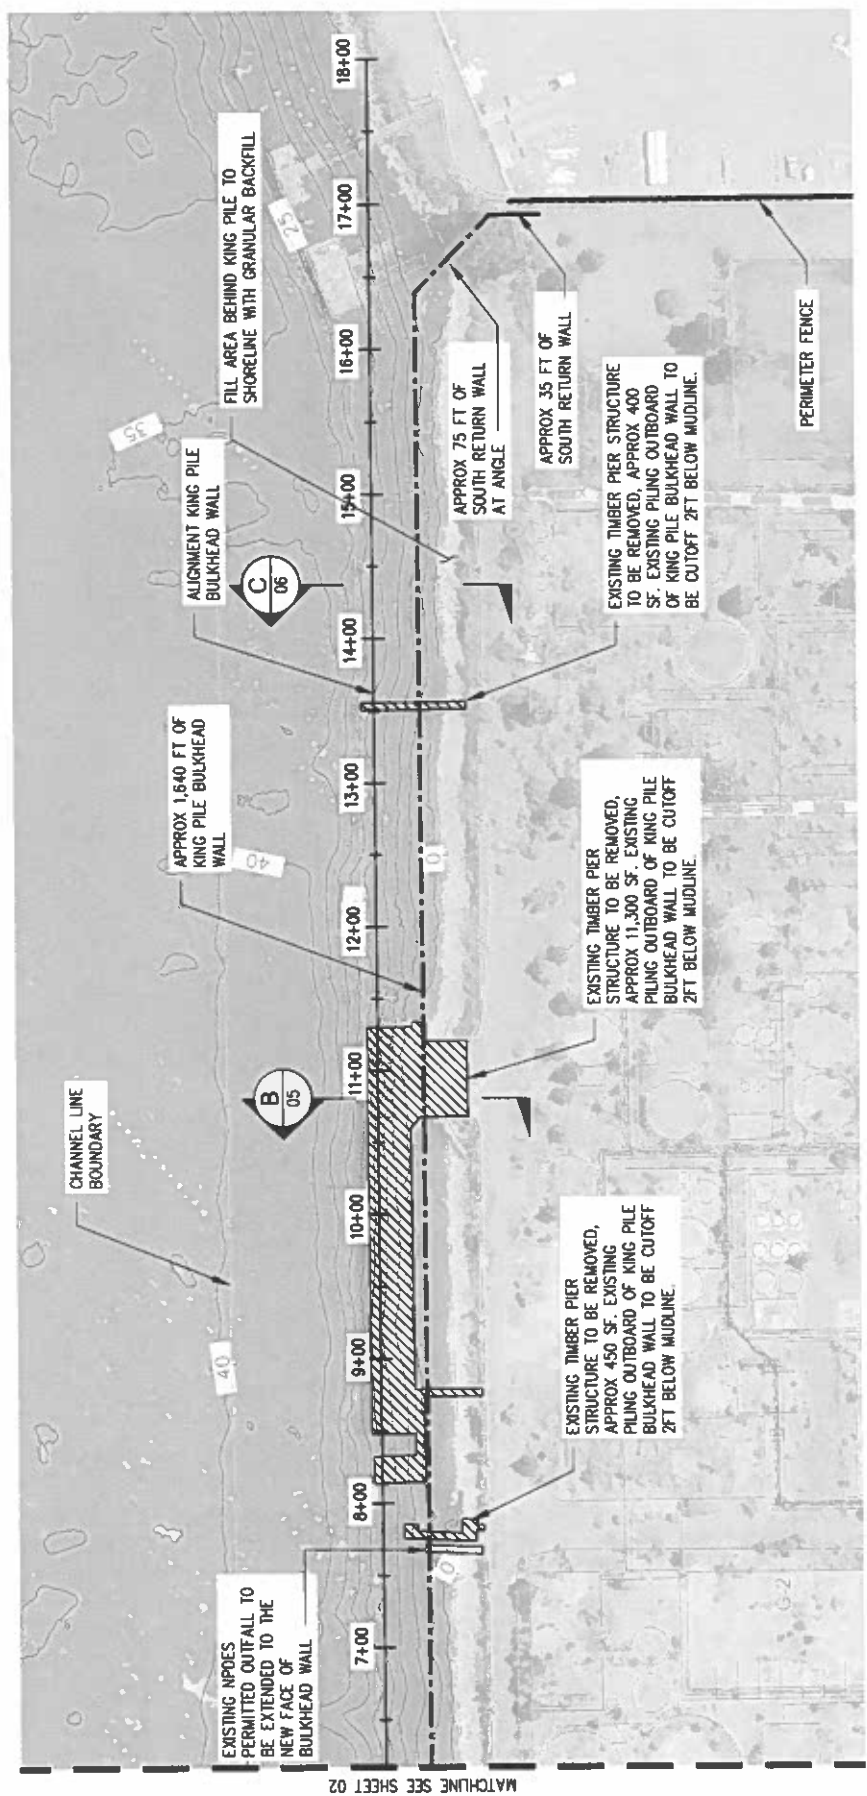 MATCHLINE SEE SHEET 02
EXISTING NPDES
PERMITTED OUTFALL TO
BE EXTENDED TO THE
NEW FACE OF
BULKHEAD WALL
CHANNEL LINE
BOUNDARY
APPROX 1,640 FT OF
KING PILE BULKHEAD
WALL
ALIGNMENT KING PILE
BULKHEAD WALL
FILL AREA BEHIND KING PILE TO
SHORELINE WITH GRANULAR BACKFILL
40
40
35
25
B
05
C
06
7+00
8+00
9+00
10+00
11+00
12+00
13+00
14+00
15+00
16+00
17+00
18+00
0
0
APPROX 75 FT OF
SOUTH RETURN WALL
AT ANGLE
APPROX 35 FT OF
SOUTH RETURN WALL
EXISTING TIMBER PIER
STRUCTURE TO BE REMOVED,
APPROX 450 SF. EXISTING
PILING OUTBOARD OF KING PILE
BULKHEAD WALL TO BE CUTOFF
2FT BELOW MUDLINE.
EXISTING TIMBER PIER
STRUCTURE TO BE REMOVED,
APPROX 11,300 SF. EXISTING
PILING OUTBOARD OF KING PILE
BULKHEAD WALL TO BE CUTOFF
2FT BELOW MUDLINE.
EXISTING TIMBER PIER STRUCTURE
TO BE REMOVED, APPROX 400
SF. EXISTING PILING OUTBOARD
OF KING PILE BULKHEAD WALL TO
BE CUTOFF 2FT BELOW MUDLINE.
PERIMETER FENCE
G-2